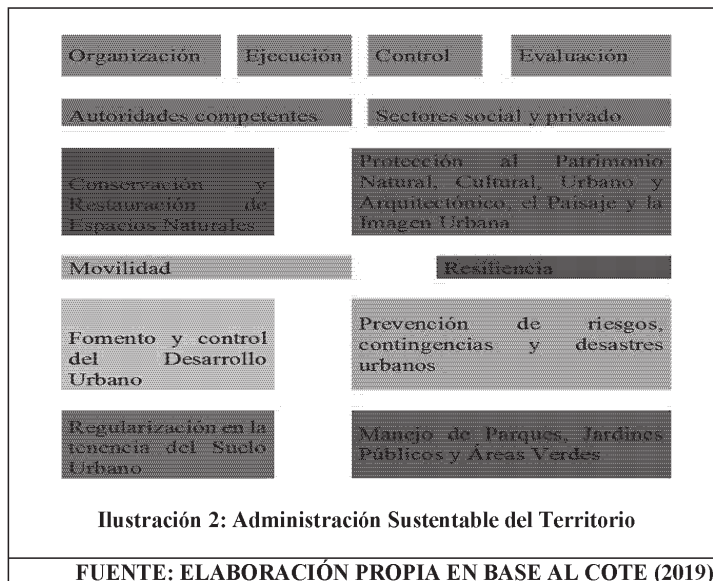 Organización Ejecución Control Evaluación
Autoridades competentes Sectores social y privado
Conservación y
Restauración de
Espacios Naturales
Protección al Patrimonio
Natural, Cultural, Urbano y
Arquitectónico, el Paisaje y la
Imagen Urbana
Movilidad Resiliencia
Fomento y control
del Desarrollo
Urbano
Prevención de riesgos,
contingencias y desastres
urbanos
Regularización en la
tenencia del Suelo
Urbano
Manejo de Parques, Jardines
Públicos y Áreas Verdes
Ilustración 2: Administración Sustentable del Territorio
FUENTE: ELABORACIÓN PROPIA EN BASE AL COTE (2019)